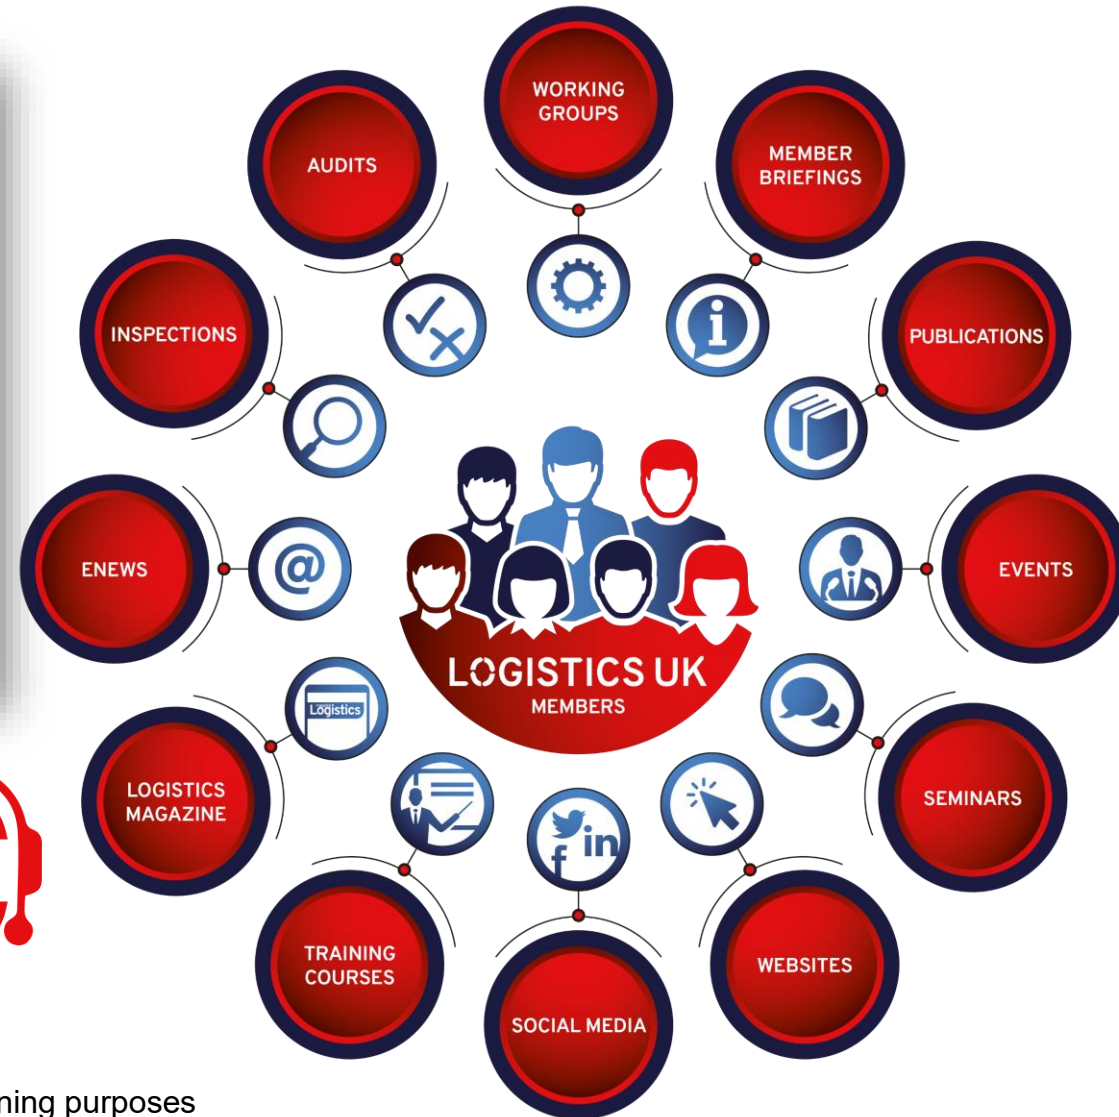 WORKING
GROUPS
MEMBER
BRIEFINGS
PUBLICATIONS
EVENTS
SEMINARS
WEBSITES
SOCIAL MEDIA
TRAINING
COURSES
LOGISTICS
MAGAZINE
ENEWS
INSPECTIONS
AUDITS
i
@
Logistics
in
f
LOGISTICS UK
MEMBERS
ning purposes